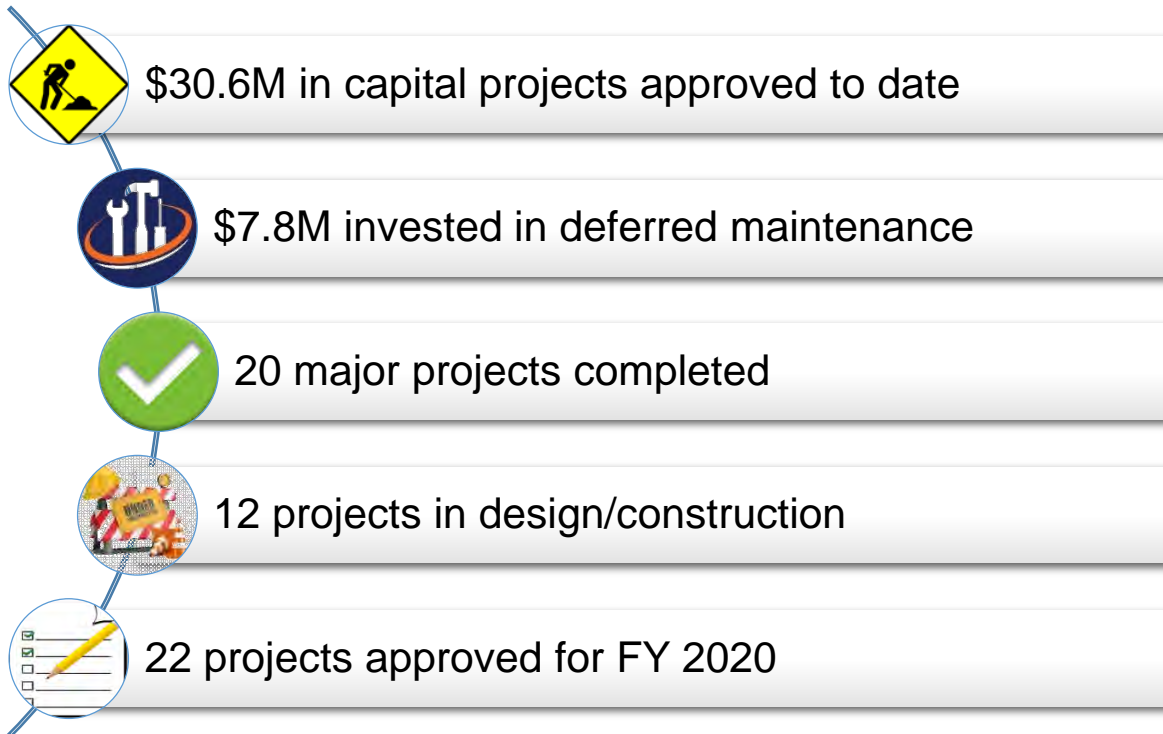 $30.6M in capital projects approved to date
$7.8M invested in deferred maintenance
20 major projects completed
UNDER
12 projects in design/construction
22 projects approved for FY 2020